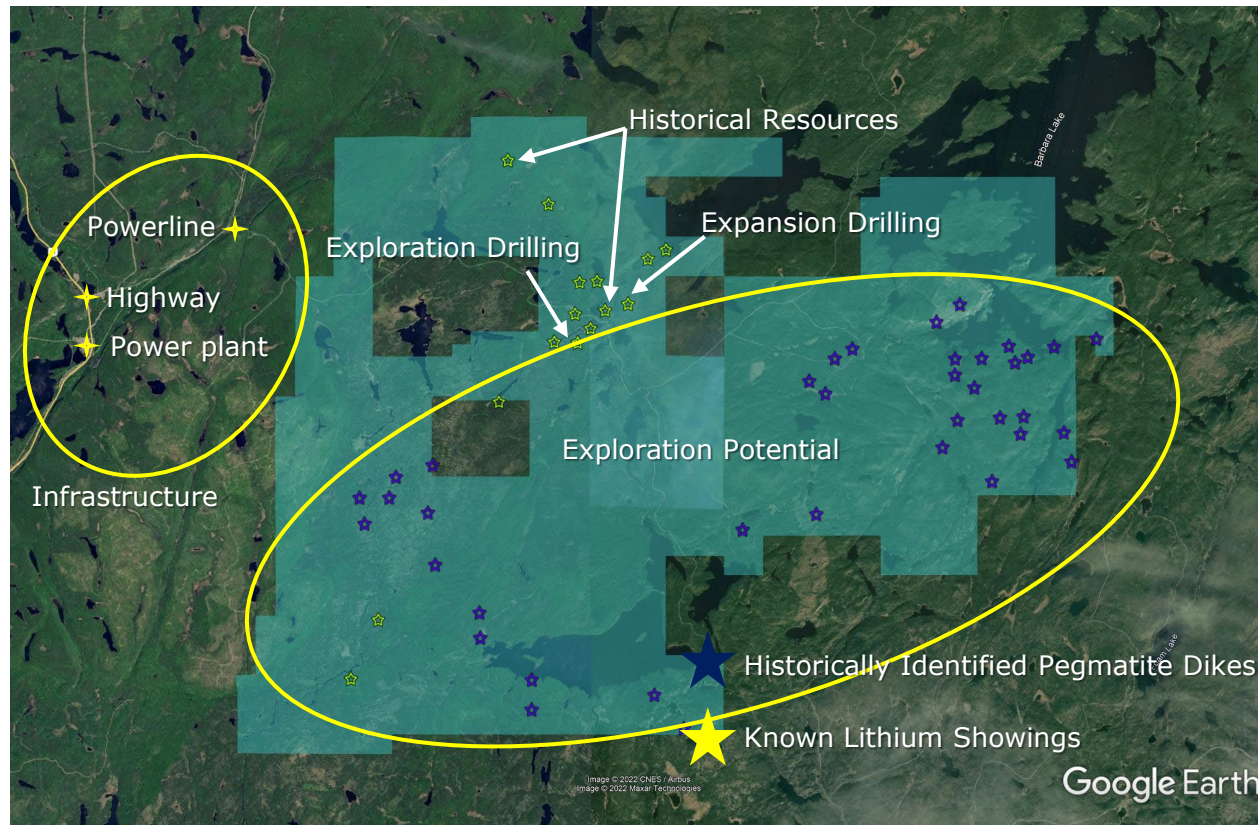 Historical Resources
Barbara Lake
Powerline
Expansion Drilling
Exploration Drilling
Highway
Power plant
Exploration Potential
Infrastructure
Lake
Historically Identified Pegmatite Dikes
Known Lithium Showings
Image © 2022 CNES / Airbus
Image © 2022 Maxar Technologies
Google Earth